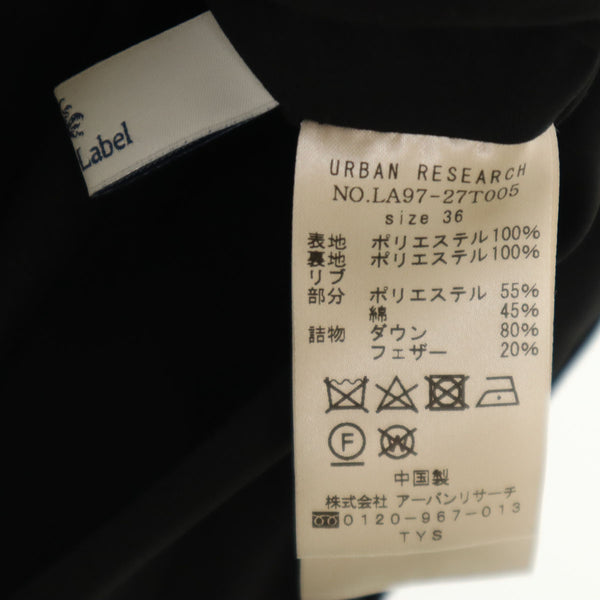 Label
URBAN RESEARCH
NO.LA97-27T005
size 36
表地 ポリエステル100%
裏地 ポリエステル100%
リブ
部分 ポリエステル 55%
綿 45%
詰物 ダウン 80%
フェザー 20%
F W
中国製
株式会社 アーバンリサーチ
0120-967-013
TYS